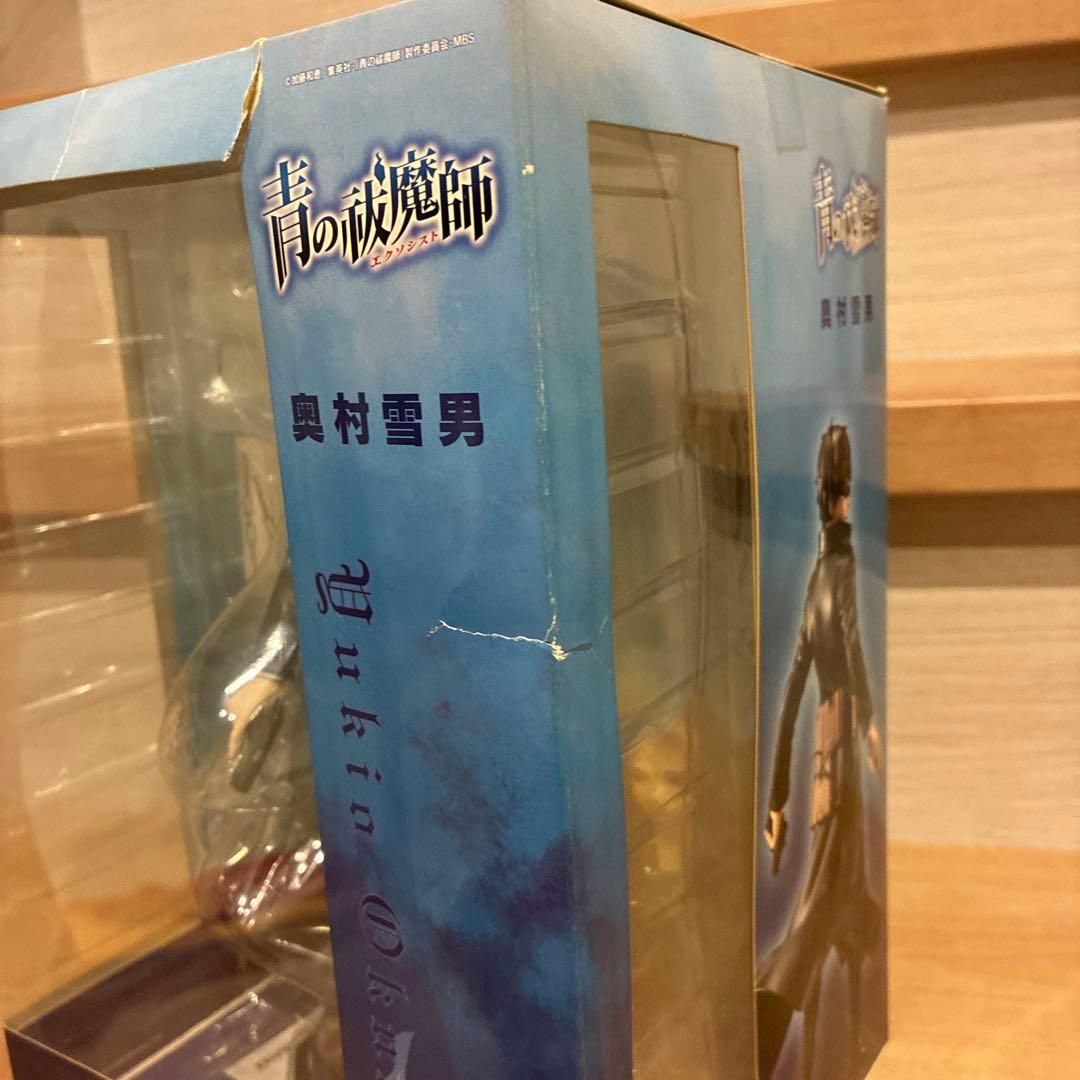 ©加藤和恵 集英社・「青の祓魔師」製作委員会・MBS
青の祓魔師
エクソシスト
奥村雪男
Yukio Oku
青の祓魔
奥村雪男